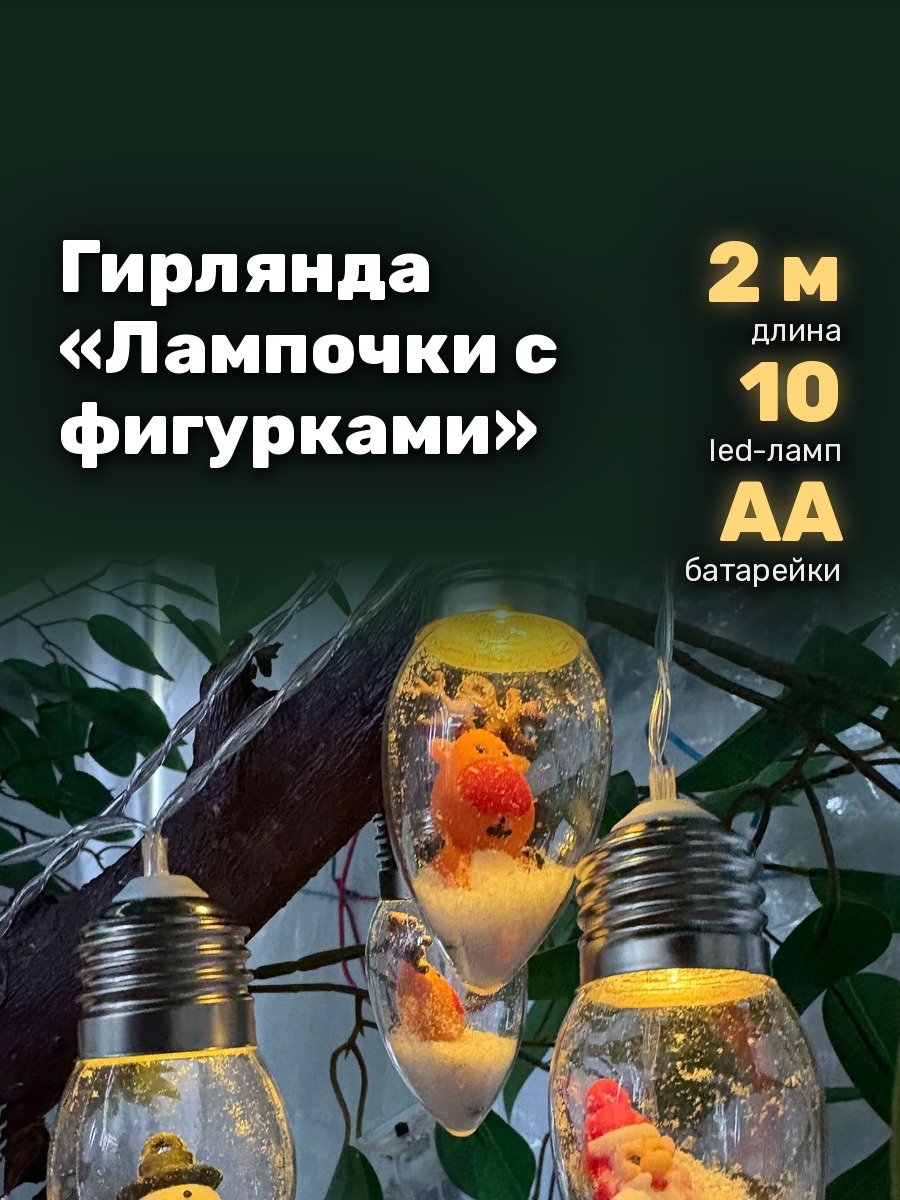 Гирлянда
«Лампочки с
фигурками»
2 м
длина
10
led-ламп
AA
батарейки